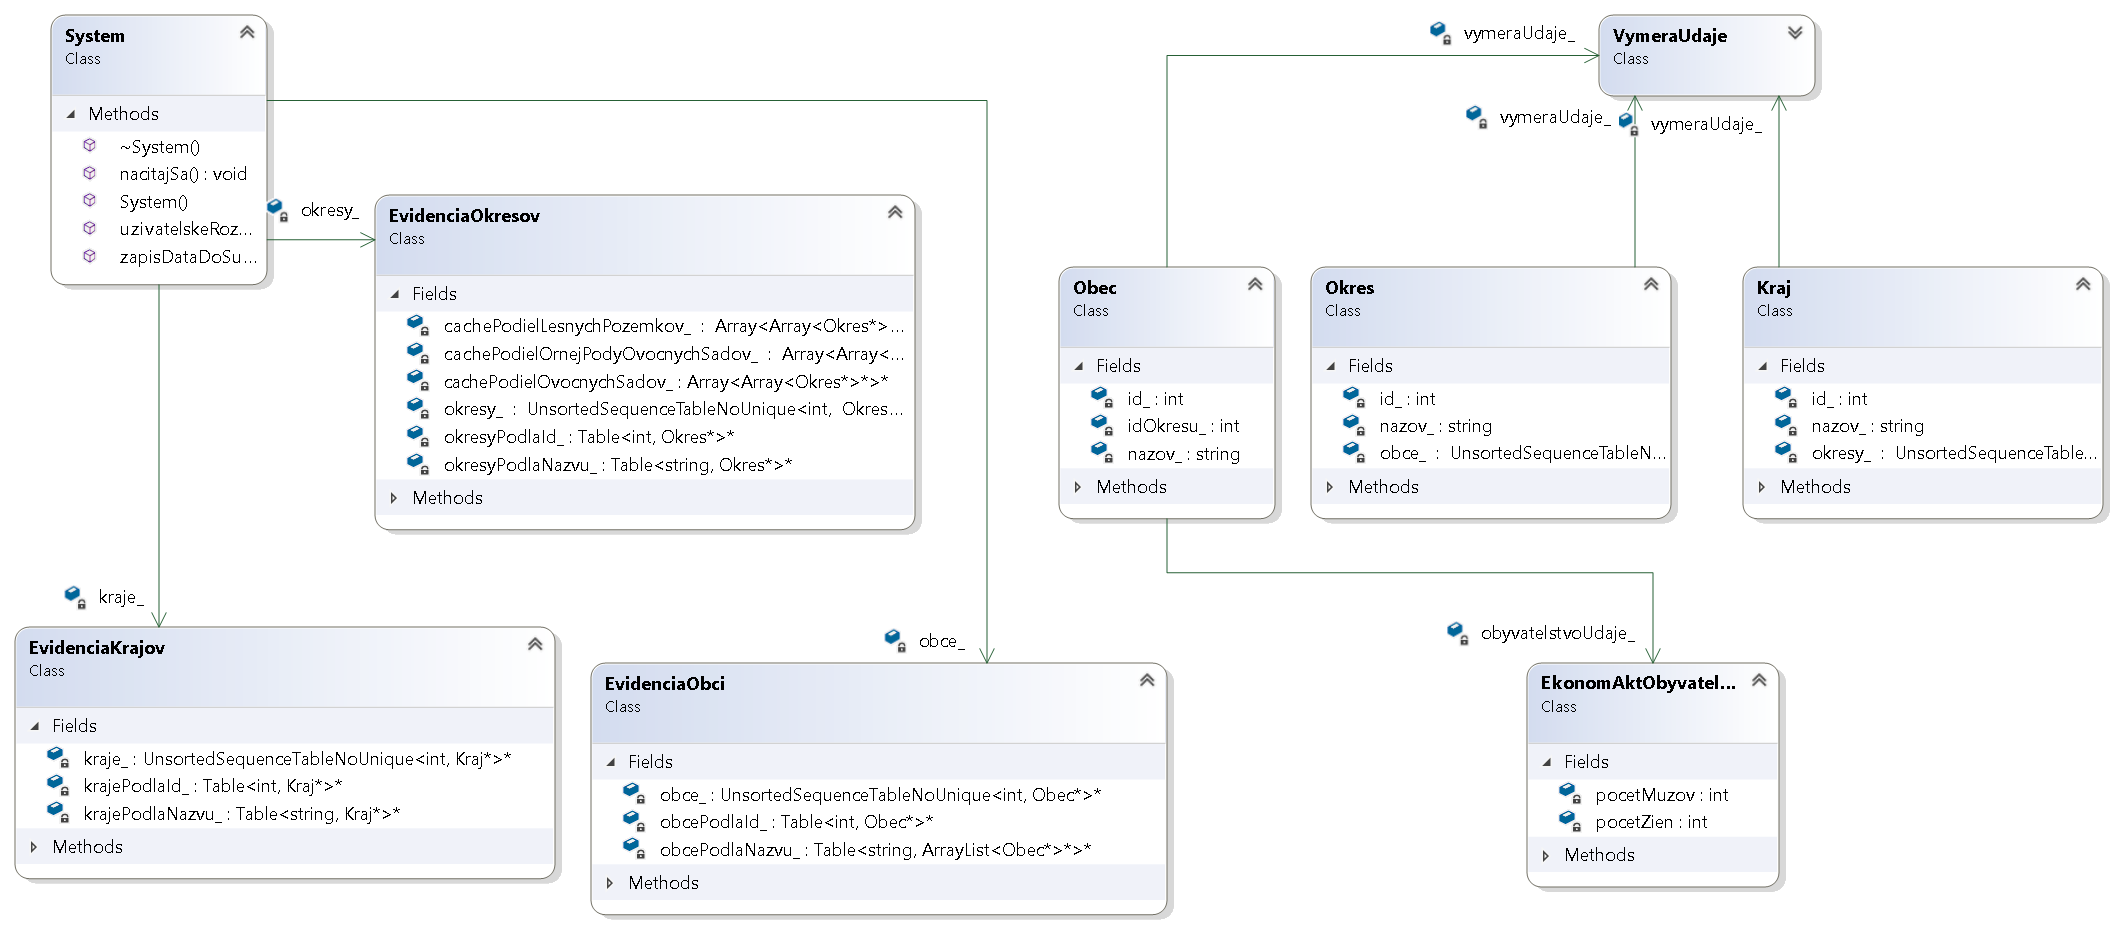 System
Class
Methods
~System()
nacitajSa() : void
System()
uzivatelskeRoz...
zapisDataDoSu...
okresy_
EvidenciaOkresov
Class
Fields
cachePodielLesnychPozemkov_ : Array<Array<Okres*>...
cachePodielOrnejPodyOvocnychSadov_ : Array<Array<...
cachePodielOvocnychSadov_ : Array<Array<Okres*>*>*
okresy_ : UnsortedSequenceTableNoUnique<int, Okres...
okresyPodlaId_ : Table<int, Okres*>*
okresyPodlaNazvu_ : Table<string, Okres*>*
Methods
kraje_
EvidenciaKrajov
Class
Fields
kraje_ : UnsortedSequenceTableNoUnique<int, Kraj*>*
krajePodlaId_ : Table<int, Kraj*>*
krajePodlaNazvu_ : Table<string, Kraj*>*
Methods
obce_
EvidenciaObci
Class
Fields
obce_ : UnsortedSequenceTableNoUnique<int, Obec*>*
obcePodlaId_ : Table<int, Obec*>*
obcePodlaNazvu_ : Table<string, ArrayList<Obec*>*>*
Methods
vymeraUdaje_
VymeraUdaje
Class
vymeraUdaje_
vymeraUdaje_
Obec
Class
Fields
id_ : int
idOkresu_ : int
nazov_ : string
Methods
Okres
Class
Fields
id_ : int
nazov_ : string
obce_ : UnsortedSequenceTableN...
Methods
Kraj
Class
Fields
id_ : int
nazov_ : string
okresy_ : UnsortedSequenceTable...
Methods
obyvatelstvoUdaje_
EkonomAktObyvatel...
Class
Fields
pocetMuzov : int
pocetZien : int
Methods